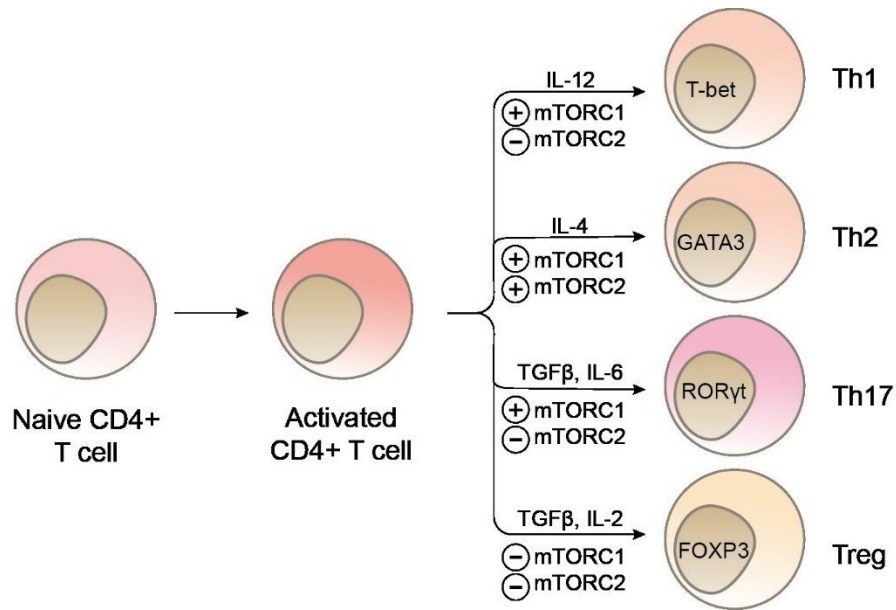 IL-12
⊕ mTORC1
⊖ mTORC2
T-bet
Th1
IL-4
⊕ mTORC1
⊕ mTORC2
GATA3
Th2
Naive CD4+
T cell
Activated
CD4+ T cell
TGFβ, IL-6
⊕ mTORC1
⊖ mTORC2
RORγt
Th17
TGFβ, IL-2
⊖ mTORC1
⊖ mTORC2
FOXP3
Treg